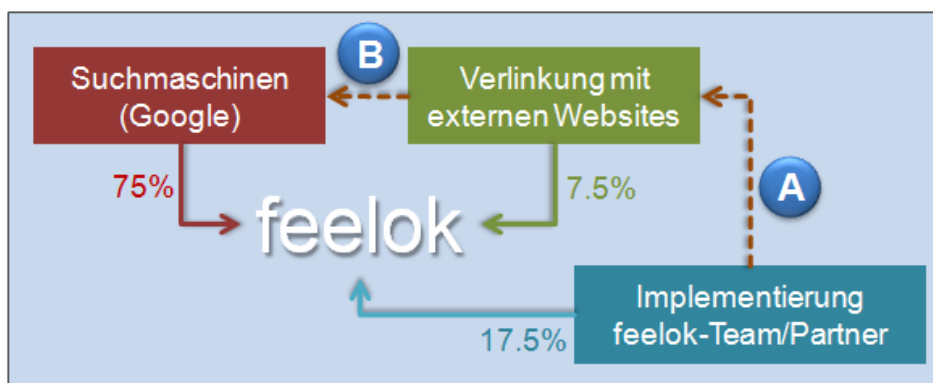 Suchmaschinen
(Google)
B
Verlinkung mit
externen Websites
75%
7.5%
A
feelok
Implementierung
feelok-Team/Partner
17.5%